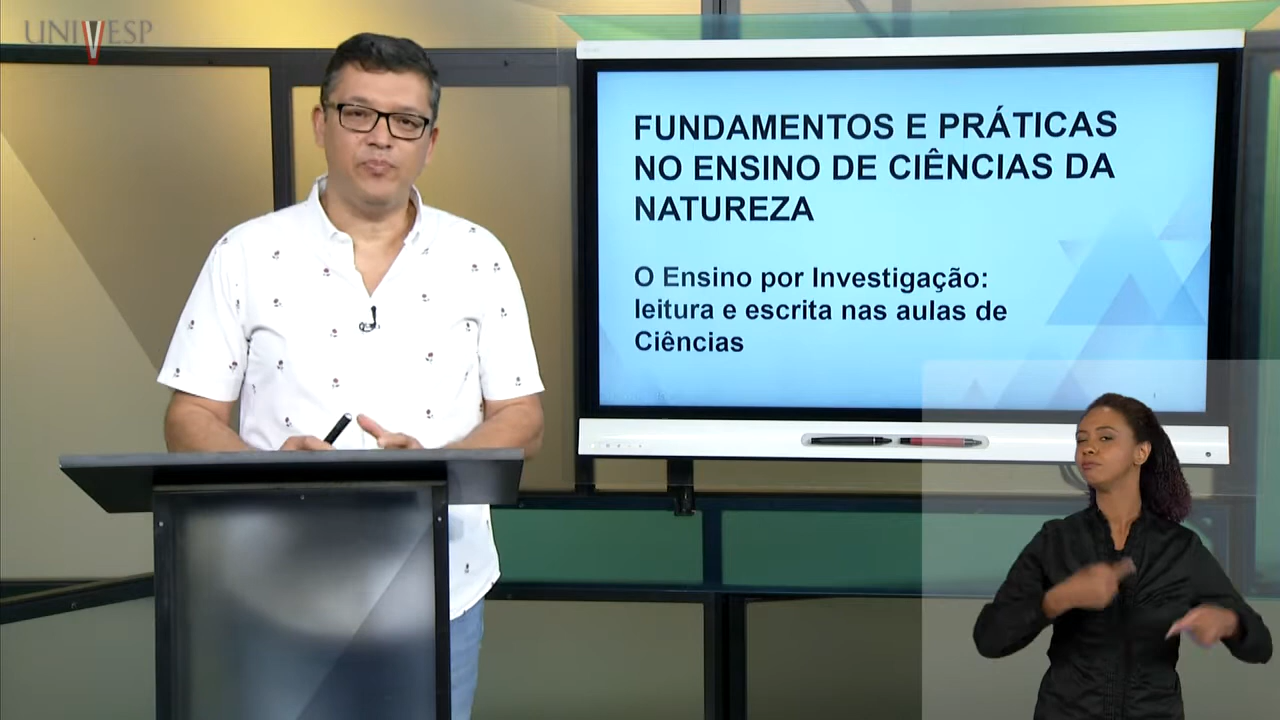 UNIVESP
FUNDAMENTOS E PRÁTICAS
NO ENSINO DE CIÊNCIAS DA
NATUREZA
O Ensino por Investigação:
leitura e escrita nas aulas de
Ciências